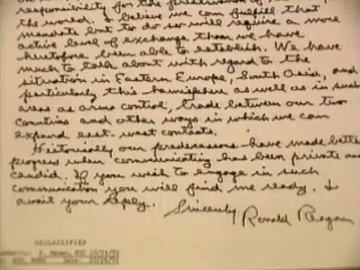 responsibility for the preservation of
the world. I believe we can fulfill that
mandate but to do so will require a more
active level of exchange than we have
heretofore been able to establish. We have
much to talk about with regard to the
situation in Eastern Europe, South Asia, and
particularly this hemisphere as well as in such
areas as arms control, trade between our two
countries and other ways in which we can
expand east-west contacts.
Historically our predecessors have made better
progress when communicating has been private and
candid. If you wish to engage in such
communication you will find me ready. I
await your reply.
Sincerely Ronald Reagan
DECLASSIFIED